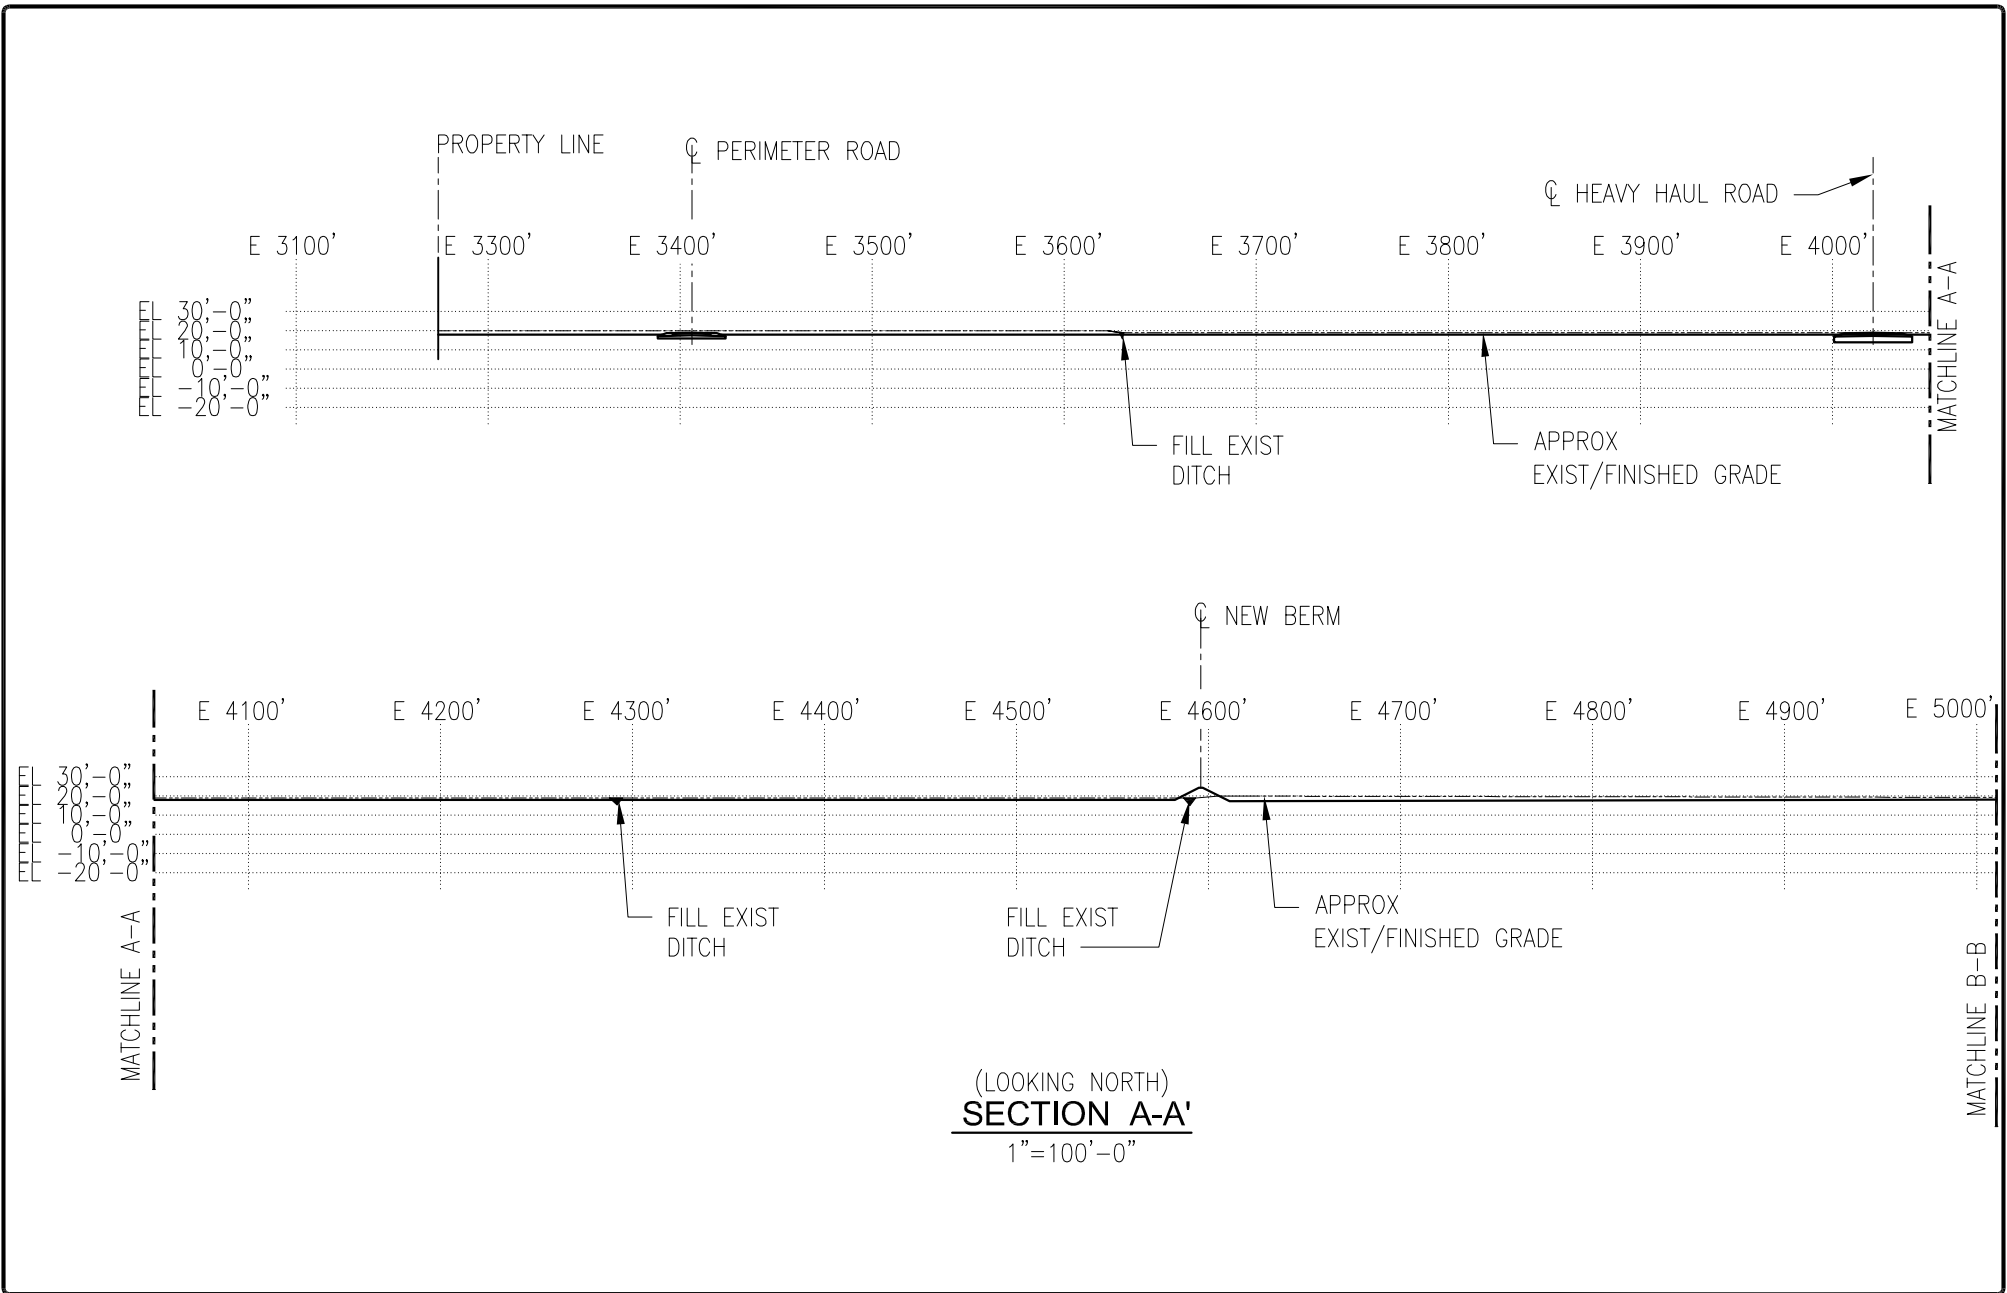 PROPERTY LINE
℄ PERIMETER ROAD
℄ HEAVY HAUL ROAD
E 3100' E 3300' E 3400' E 3500' E 3600' E 3700' E 3800' E 3900' E 4000'
EL 30'-0"
EL 20'-0"
EL 10'-0"
EL 0'-0"
EL -10'-0"
EL -20'-0"
MATCHLINE A-A
FILL EXIST
DITCH
APPROX
EXIST/FINISHED GRADE
℄ NEW BERM
E 4100' E 4200' E 4300' E 4400' E 4500' E 4600' E 4700' E 4800' E 4900' E 5000'
EL 30'-0"
EL 20'-0"
EL 10'-0"
EL 0'-0"
EL -10'-0"
EL -20'-0"
MATCHLINE A-A
FILL EXIST
DITCH
FILL EXIST
DITCH
APPROX
EXIST/FINISHED GRADE
MATCHLINE B-B
(LOOKING NORTH)
SECTION A-A'
1"=100'-0"